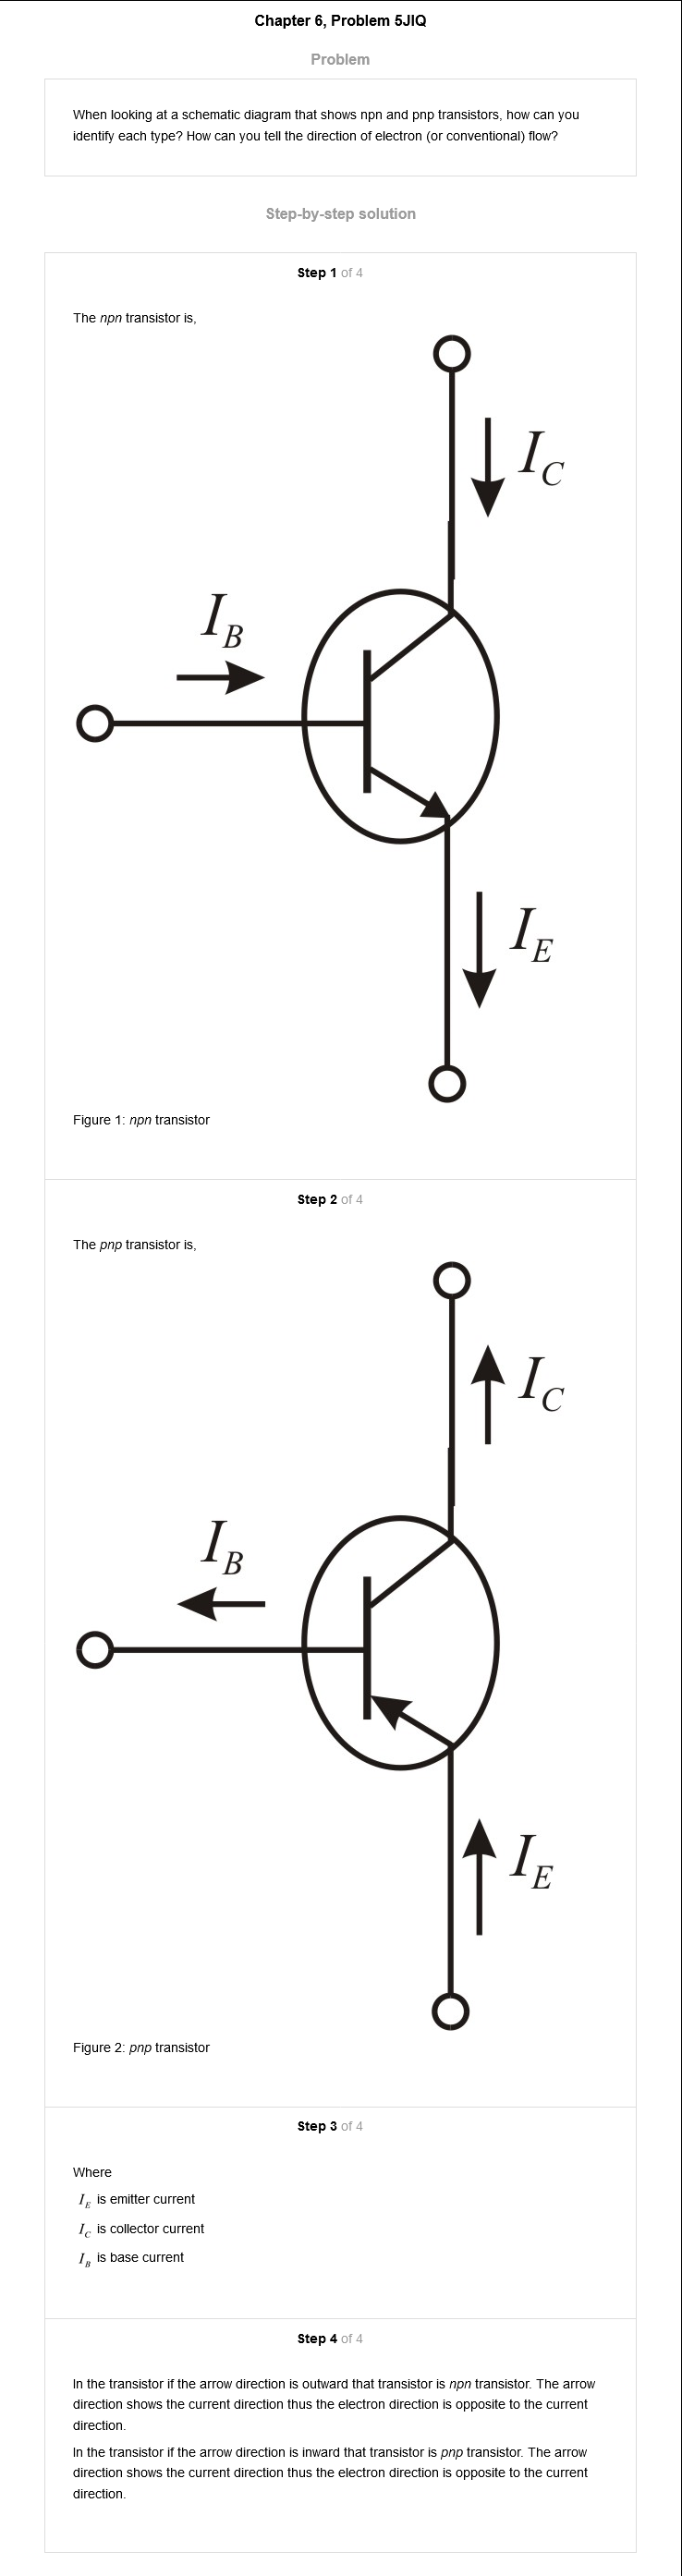 Chapter 6, Problem 5JIQ
Problem
When looking at a schematic diagram that shows npn and pnp transistors, how can you
identify each type? How can you tell the direction of electron (or conventional) flow?
Step-by-step solution
Step 1 of 4
The npn transistor is,
I_C
I_B
I_E
Figure 1: npn transistor
Step 2 of 4
The pnp transistor is,
I_C
I_B
I_E
Figure 2: pnp transistor
Step 3 of 4
Where
I_E is emitter current
I_C is collector current
I_B is base current
Step 4 of 4
In the transistor if the arrow direction is outward that transistor is npn transistor. The arrow
direction shows the current direction thus the electron direction is opposite to the current
direction.
In the transistor if the arrow direction is inward that transistor is pnp transistor. The arrow
direction shows the current direction thus the electron direction is opposite to the current
direction.